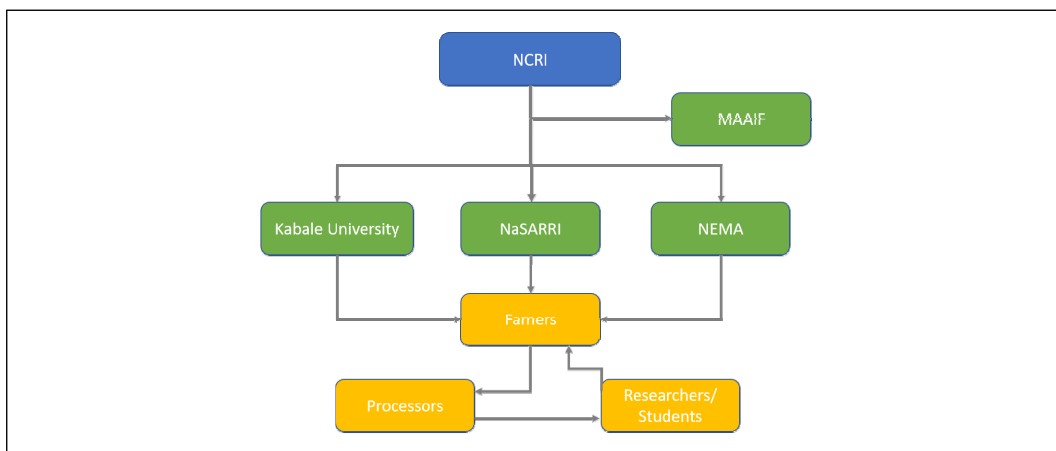 NCRI
MAAIF
Kabale University
NaSARRI
NEMA
Famers
Processors
Researchers/
Students